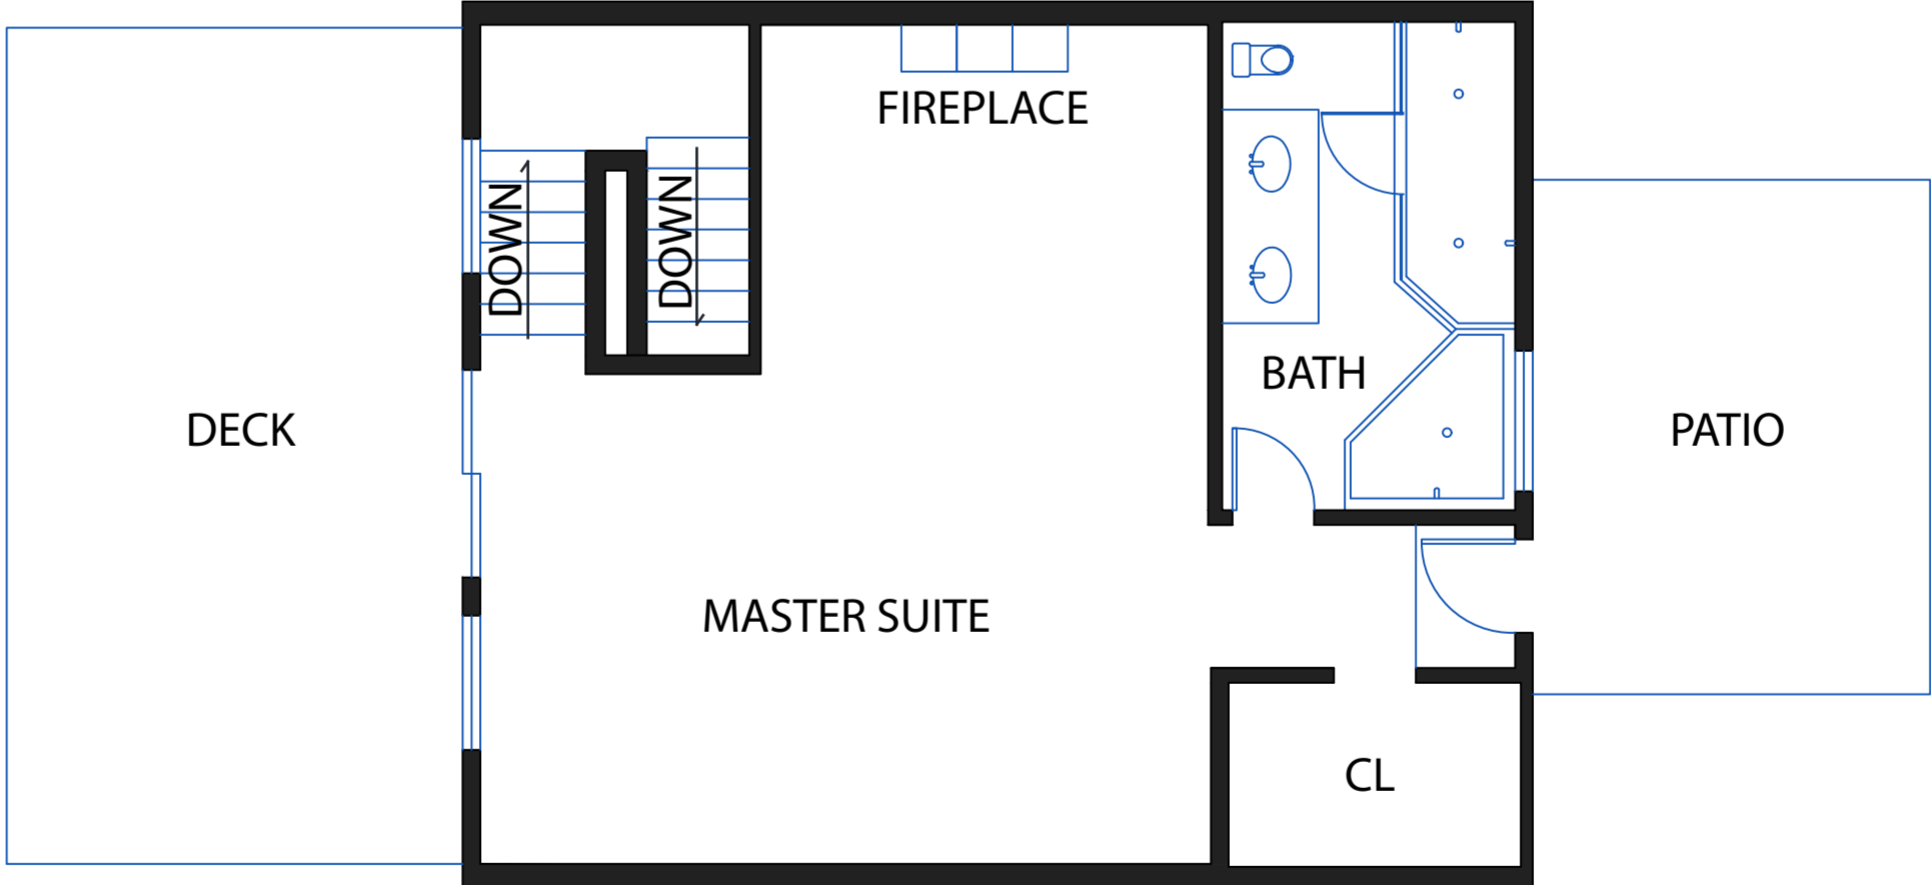 FIREPLACE
DOWN
DOWN
BATH
DECK
PATIO
MASTER SUITE
CL